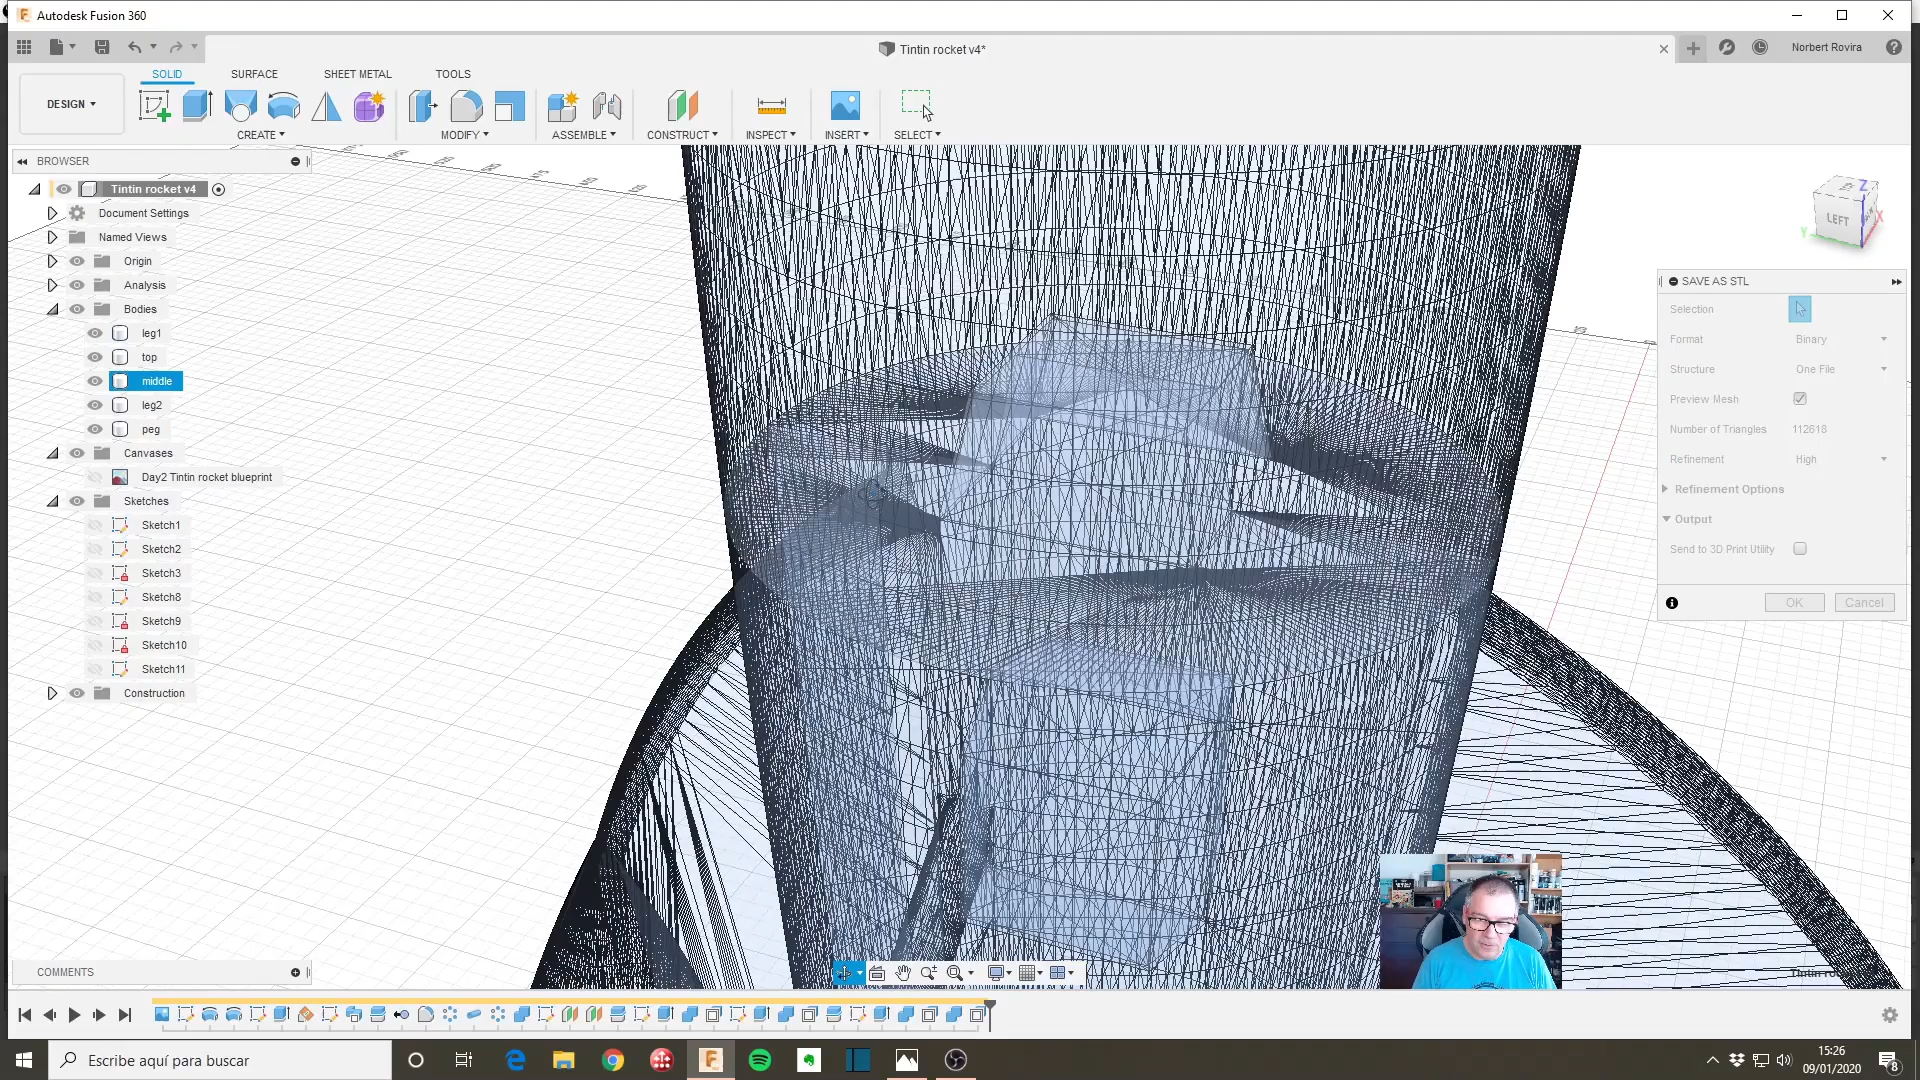 Autodesk Fusion 360
Tintin rocket v4*
Norbert Rovira
DESIGN
SOLID
SURFACE
SHEET METAL
TOOLS
CREATE
MODIFY
ASSEMBLE
CONSTRUCT
INSPECT
INSERT
SELECT
BROWSER
Tintin rocket v4
Document Settings
Named Views
Origin
Analysis
Bodies
leg1
top
middle
leg2
peg
Canvases
Day2 Tintin rocket blueprint
Sketches
Sketch1
Sketch2
Sketch3
Sketch8
Sketch9
Sketch10
Sketch11
Construction
Z
LEFT
X
Y
SAVE AS STL
Selection
Format Binary
Structure One File
Preview Mesh
Number of Triangles 112618
Refinement High
Refinement Options
Output
Send to 3D Print Utility
OK Cancel
COMMENTS
Escribe aquí para buscar
15:26
09/01/2020
8